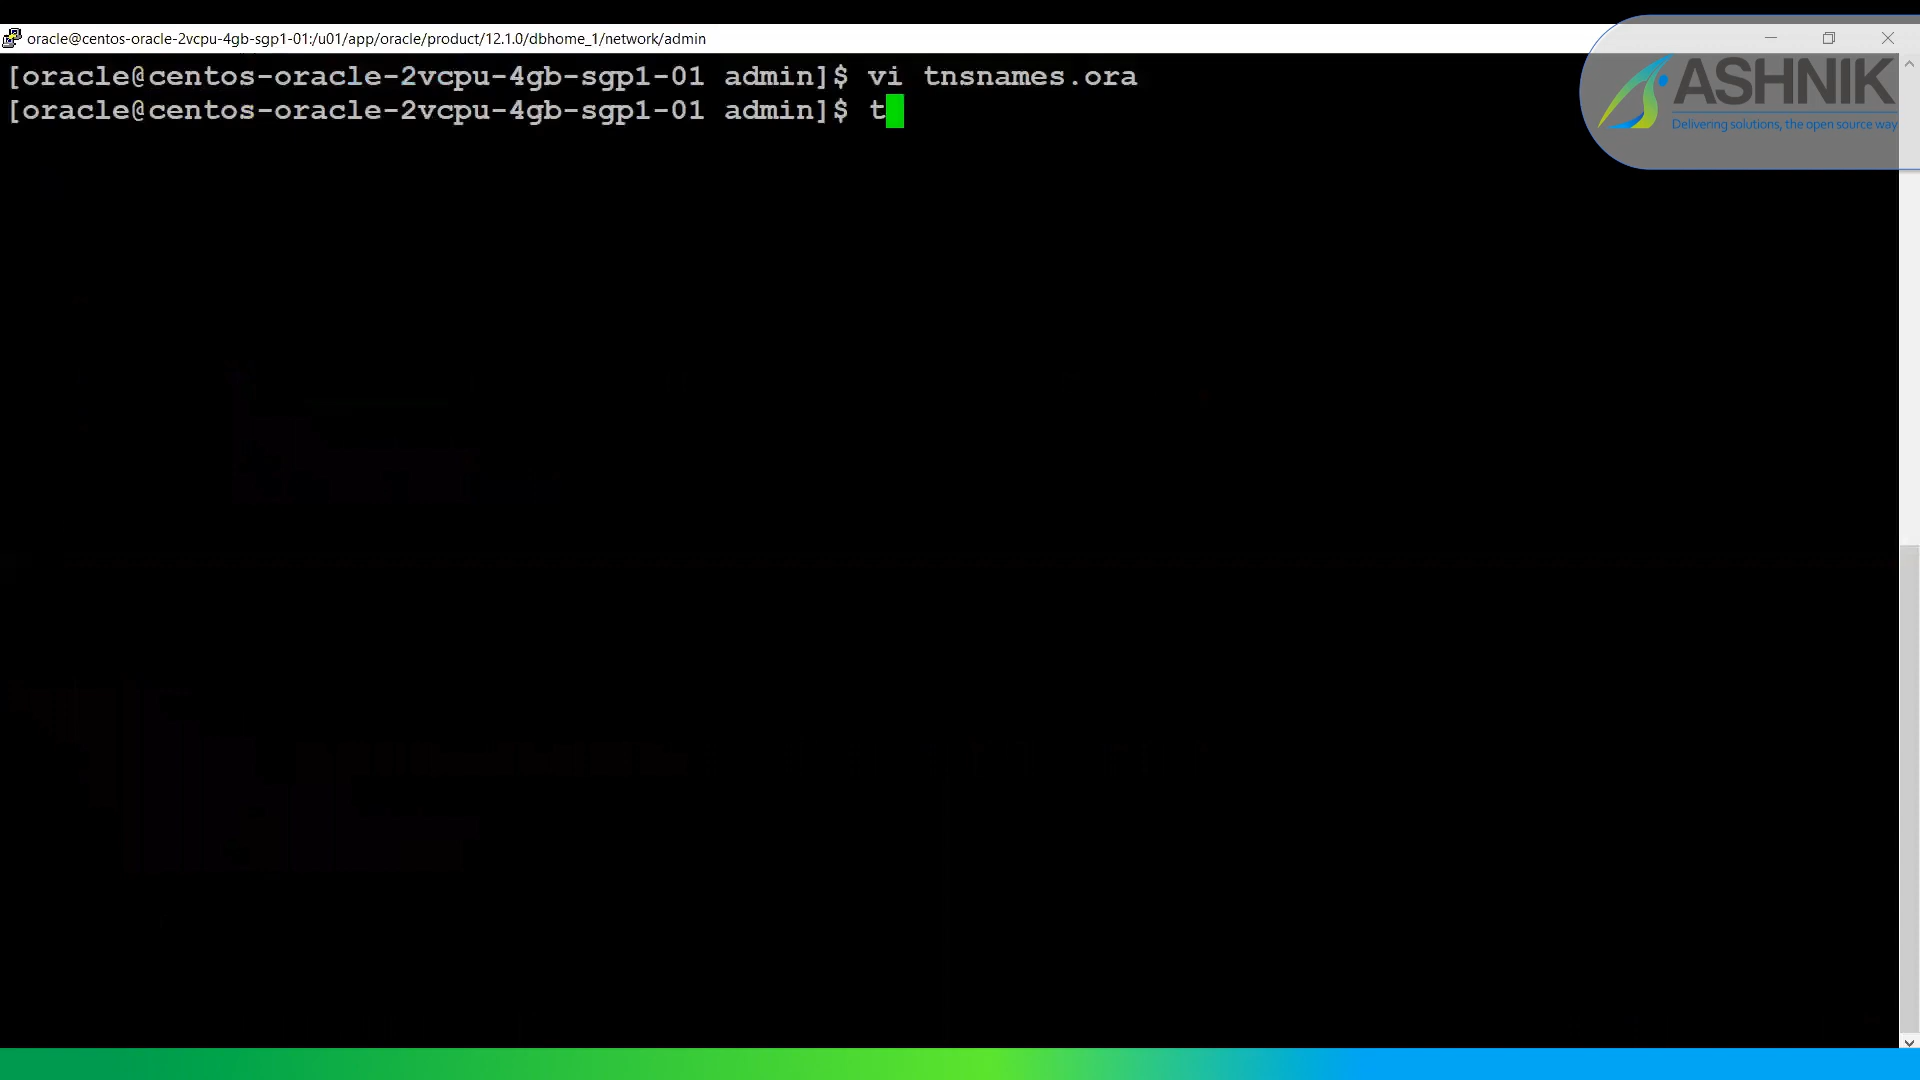 oracle@centos-oracle-2vcpu-4gb-sgp1-01:/u01/app/oracle/product/12.1.0/dbhome_1/network/admin
[oracle@centos-oracle-2vcpu-4gb-sgp1-01 admin]$ vi tnsnames.ora
[oracle@centos-oracle-2vcpu-4gb-sgp1-01 admin]$ t
ASHNIK
Delivering solutions, the open source way